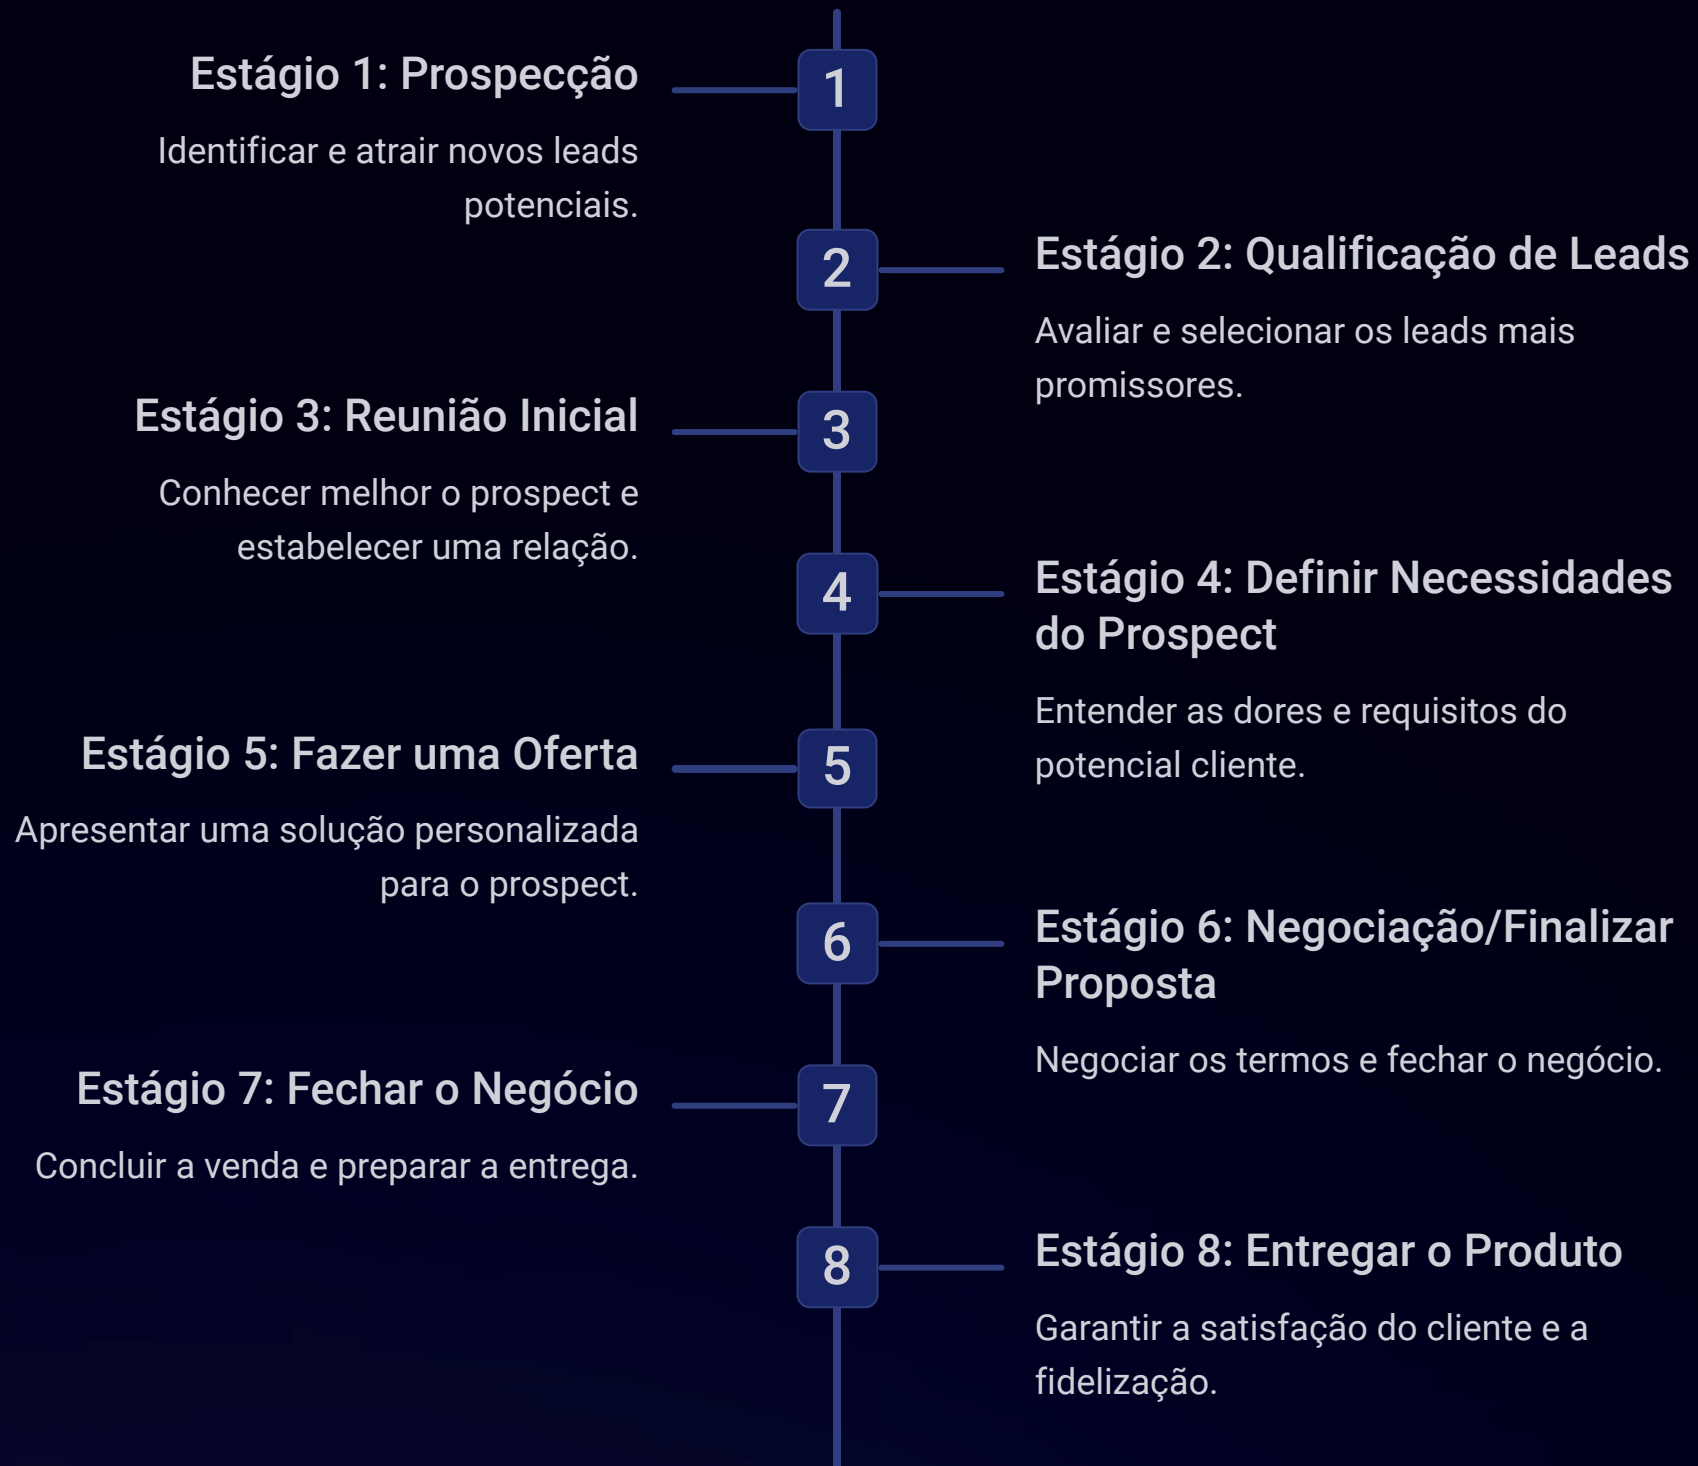 Estágio 1: Prospecção
Identificar e atrair novos leads
potenciais.
1
2
Estágio 2: Qualificação de Leads
Avaliar e selecionar os leads mais
promissores.
Estágio 3: Reunião Inicial
Conhecer melhor o prospect e
estabelecer uma relação.
3
4
Estágio 4: Definir Necessidades
do Prospect
Entender as dores e requisitos do
potencial cliente.
Estágio 5: Fazer uma Oferta
Apresentar uma solução personalizada
para o prospect.
5
6
Estágio 6: Negociação/Finalizar
Proposta
Negociar os termos e fechar o negócio.
Estágio 7: Fechar o Negócio
Concluir a venda e preparar a entrega.
7
8
Estágio 8: Entregar o Produto
Garantir a satisfação do cliente e a
fidelização.